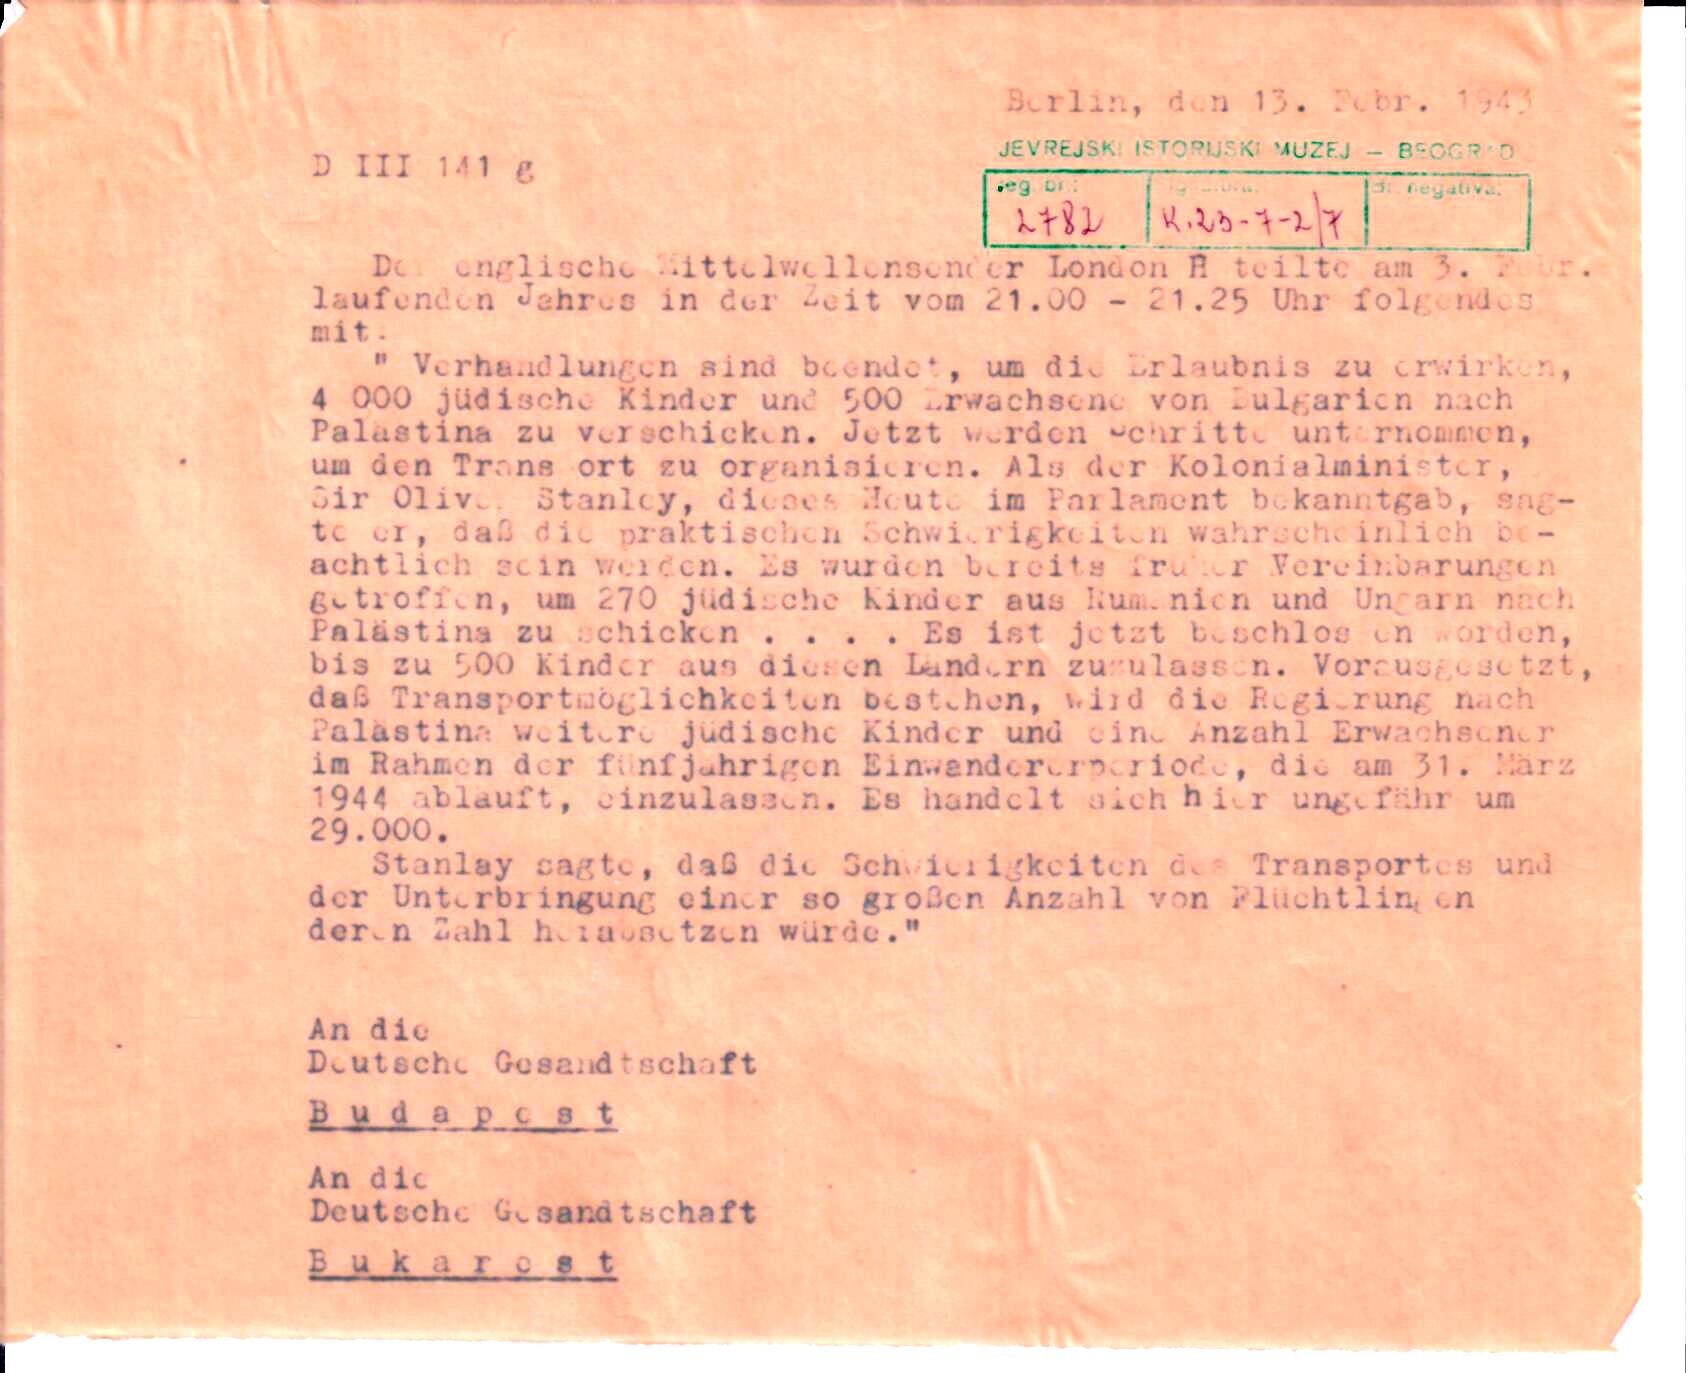 Berlin, den 13. Febr. 1943
JEVREJSKI ISTORIJSKI MUZEJ – BEOGRAD
D III 141 g
Reg. br.: Signatura: Br. negativa:
2782 K.23-7-2/7
Der englische Mittelwellensender London H teilte am 3. Febr.
laufenden Jahres in der Zeit vom 21.00 - 21.25 Uhr folgendes
mit:
" Verhandlungen sind beendet, um die Erlaubnis zu erwirken,
4 000 jüdische Kinder und 500 Erwachsene von Bulgarien nach
Palästina zu verschicken. Jetzt werden Schritte unternommen,
um den Transport zu organisieren. Als der Kolonialminister,
Sir Oliver Stanley, dieses Heute im Parlament bekanntgab, sag-
te er, daß die praktischen Schwierigkeiten wahrscheinlich be-
achtlich sein werden. Es wurden bereits früher Vereinbarungen
getroffen, um 270 jüdische Kinder aus Rumänien und Ungarn nach
Palästina zu schicken . . . . Es ist jetzt beschlossen worden,
bis zu 500 Kinder aus diesen Ländern zuzulassen. Vorausgesetzt,
daß Transportmöglichkeiten bestehen, wird die Regierung nach
Palästina weitere jüdische Kinder und eine Anzahl Erwachsener
im Rahmen der fünfjährigen Einwandererperiode, die am 31. März
1944 abläuft, einzulassen. Es handelt sich hier ungefähr um
29.000.
Stanlay sagte, daß die Schwierigkeiten des Transportes und
der Unterbringung einer so großen Anzahl von Flüchtlingen
deren Zahl herabsetzen würde."
An die
Deutsche Gesandtschaft
B u d a p e s t
An die
Deutsche Gesandtschaft
B u k a r e s t